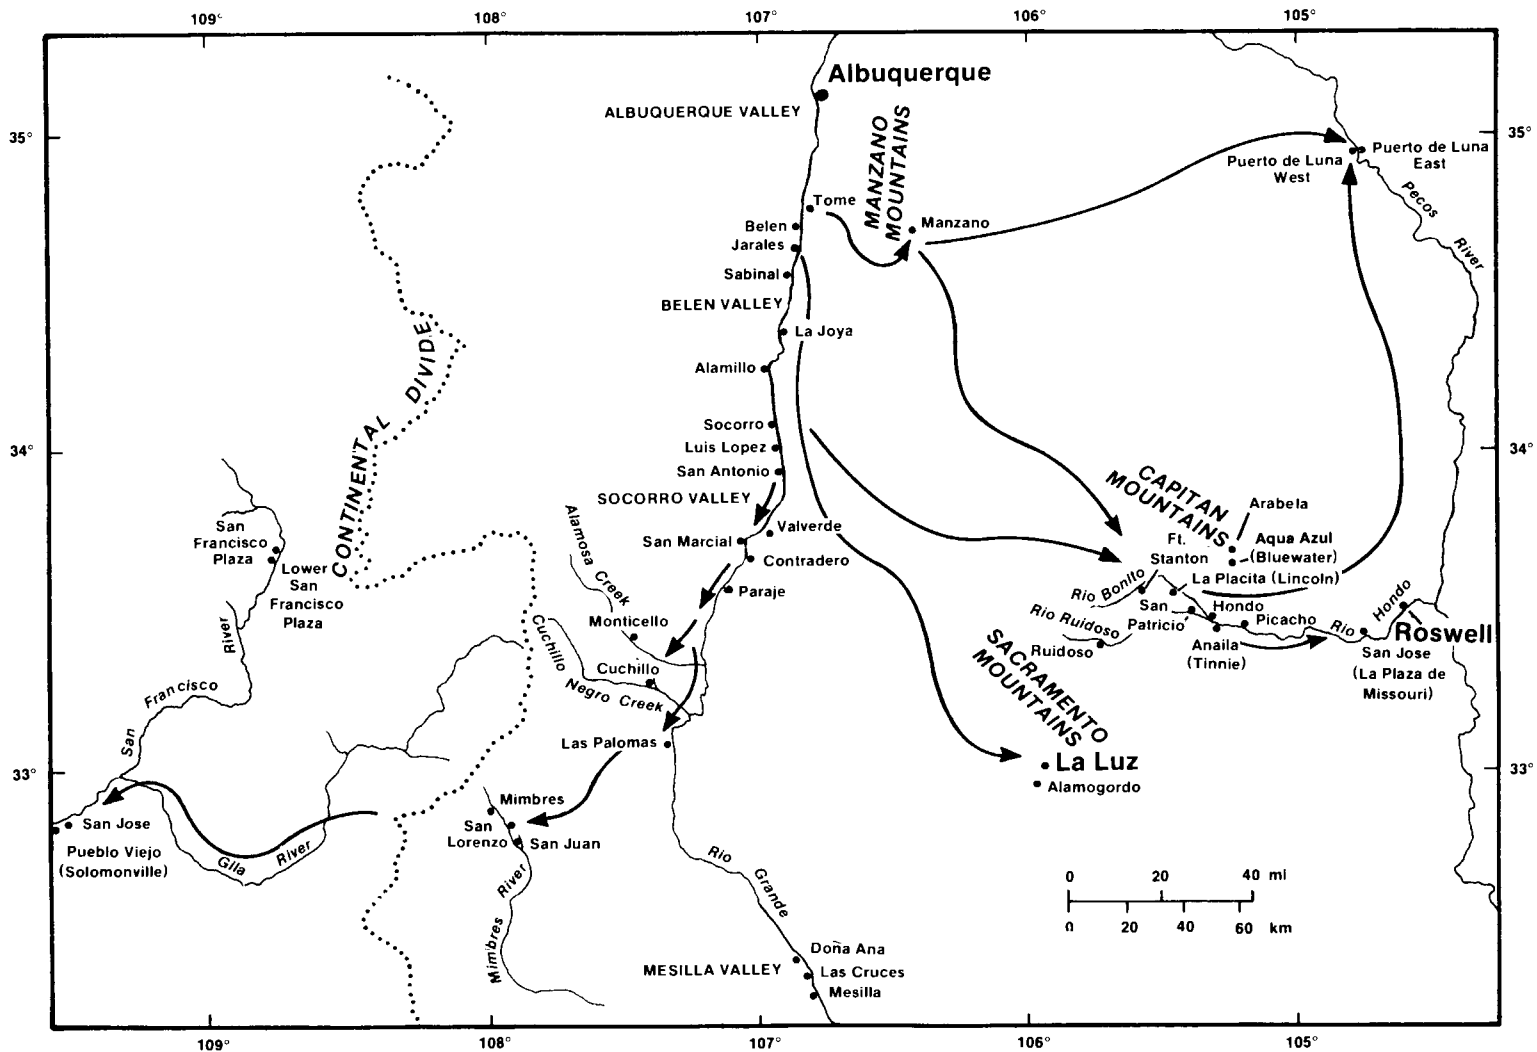 109°
108°
107°
106°
105°
Albuquerque
ALBUQUERQUE VALLEY
35°
35°
MANZANO
MOUNTAINS
Puerto de Luna
East
Puerto de Luna
West
Pecos
River
Tome
Manzano
Belen
Jarales
Sabinal
BELEN VALLEY
La Joya
CONTINENTAL DIVIDE
Alamillo
Socorro
34°
34°
Luis Lopez
San Antonio
SOCORRO VALLEY
CAPITAN
MOUNTAINS
Arabela
San
Francisco
Plaza
Alamosa Creek
Valverde
San Marcial
Contradero
Ft.
Stanton
Aqua Azul
(Bluewater)
La Placita (Lincoln)
Lower
San
Francisco
Plaza
Paraje
Rio Bonito
San
Patricio
Hondo
Picacho
Rio Hondo
Roswell
Monticello
Rio Ruidoso
Ruidoso
Anaila
(Tinnie)
San Jose
(La Plaza de
Missouri)
Cuchillo
Cuchillo Negro Creek
San Francisco River
SACRAMENTO
MOUNTAINS
Las Palomas
33°
33°
La Luz
Alamogordo
Mimbres
San
Lorenzo
San Juan
San Jose
Pueblo Viejo
(Solomonville)
Gila River
Mimbres River
Rio Grande
0 20 40 mi
0 20 40 60 km
Doña Ana
MESILLA VALLEY
Las Cruces
Mesilla
109°
108°
107°
106°
105°